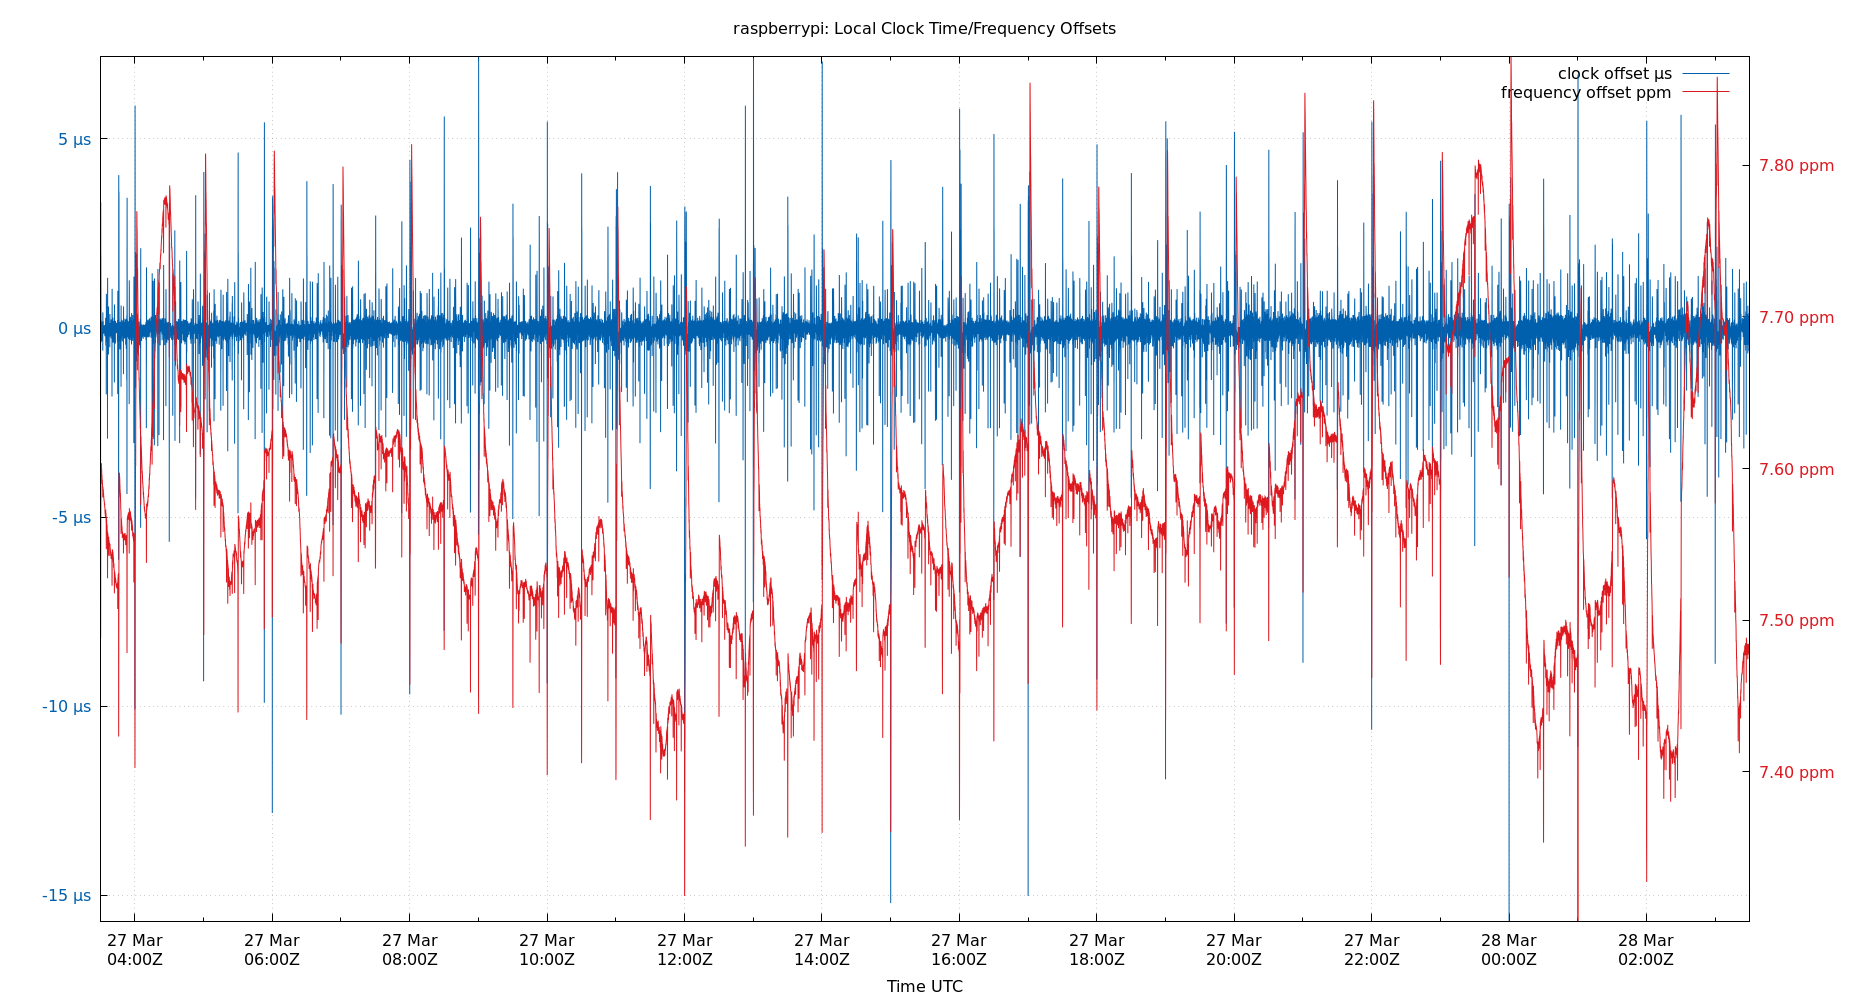 raspberrypi: Local Clock Time/Frequency Offsets
clock offset µs
frequency offset ppm
5 µs
0 µs
-5 µs
-10 µs
-15 µs
7.80 ppm
7.70 ppm
7.60 ppm
7.50 ppm
7.40 ppm
27 Mar 27 Mar 27 Mar 27 Mar 27 Mar 27 Mar 27 Mar 27 Mar 27 Mar 27 Mar 28 Mar 28 Mar
04:00Z 06:00Z 08:00Z 10:00Z 12:00Z 14:00Z 16:00Z 18:00Z 20:00Z 22:00Z 00:00Z 02:00Z
Time UTC